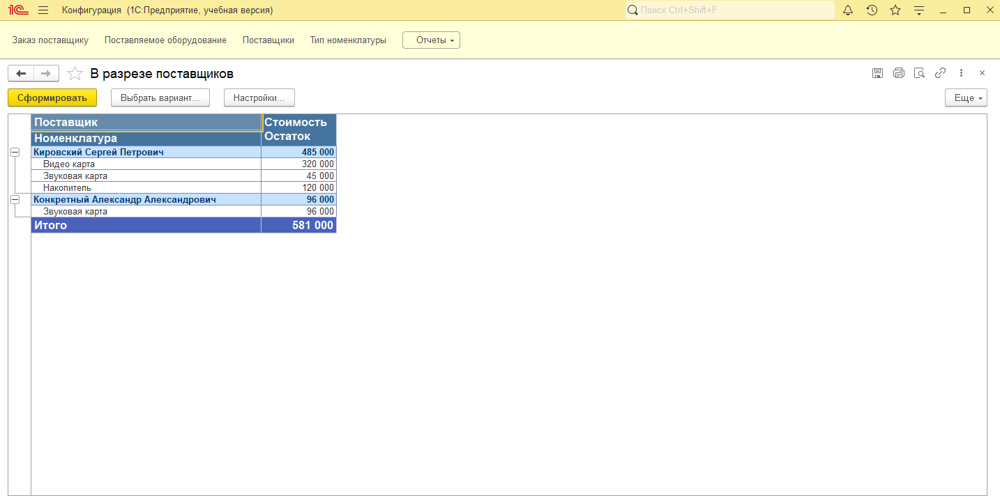 1С Конфигурация (1С:Предприятие, учебная версия) Поиск Ctrl+Shift+F
Заказ поставщику Поставляемое оборудование Поставщики Тип номенклатуры Отчеты
В разрезе поставщиков
Сформировать Выбрать вариант... Настройки... Еще
Поставщик Стоимость
Номенклатура Остаток
Кировский Сергей Петрович 485 000
Видео карта 320 000
Звуковая карта 45 000
Накопитель 120 000
Конкретный Александр Александрович 96 000
Звуковая карта 96 000
Итого 581 000